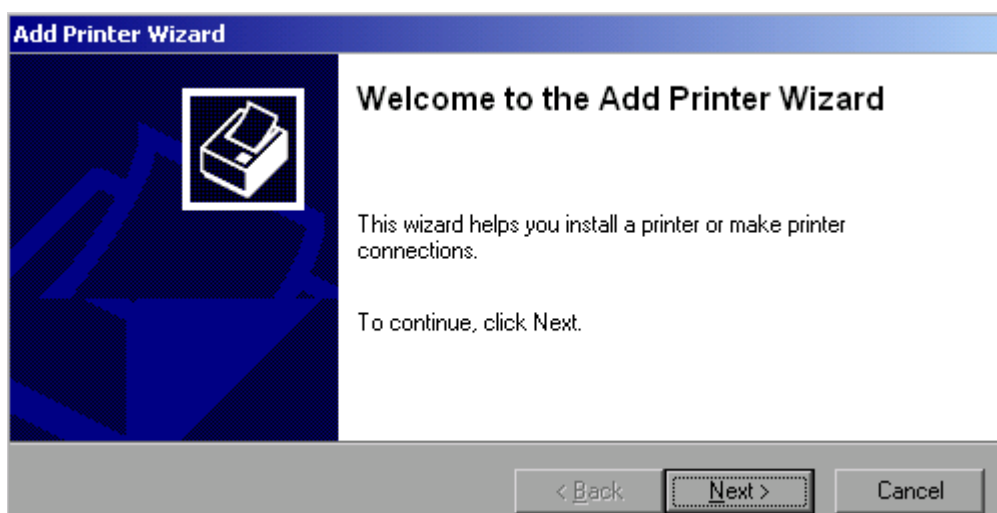 Add Printer Wizard
Welcome to the Add Printer Wizard
This wizard helps you install a printer or make printer
connections.
To continue, click Next.
< Back
Next >
Cancel